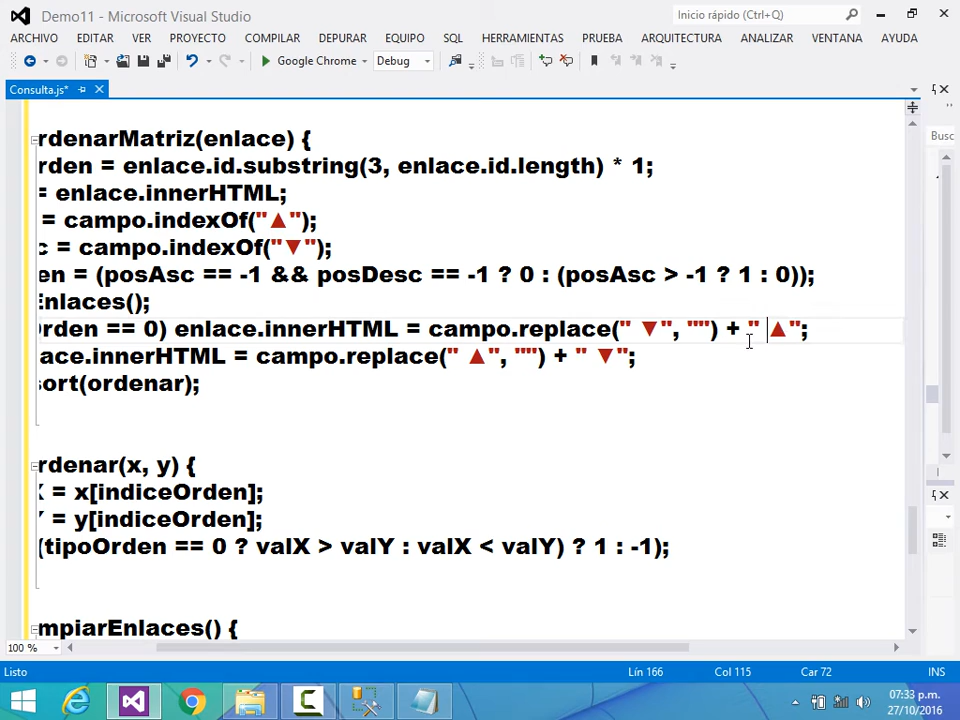 Demo11 - Microsoft Visual Studio
Inicio rápido (Ctrl+Q)
ARCHIVO EDITAR VER PROYECTO COMPILAR DEPURAR EQUIPO SQL HERRAMIENTAS PRUEBA ARQUITECTURA ANALIZAR VENTANA AYUDA
Google Chrome Debug
Consulta.js*
Busc
rdenarMatriz(enlace) {
rden = enlace.id.substring(3, enlace.id.length) * 1;
= enlace.innerHTML;
= campo.indexOf("▲");
c = campo.indexOf("▼");
en = (posAsc == -1 && posDesc == -1 ? 0 : (posAsc > -1 ? 1 : 0));
Enlaces();
Orden == 0) enlace.innerHTML = campo.replace(" ▼", "") + " ▲";
lace.innerHTML = campo.replace(" ▲", "") + " ▼";
sort(ordenar);
rdenar(x, y) {
X = x[indiceOrden];
Y = y[indiceOrden];
(tipoOrden == 0 ? valX > valY : valX < valY) ? 1 : -1);
mpiarEnlaces() {
100 %
Listo Lín 166 Col 115 Car 72 INS
07:33 p.m.
27/10/2016